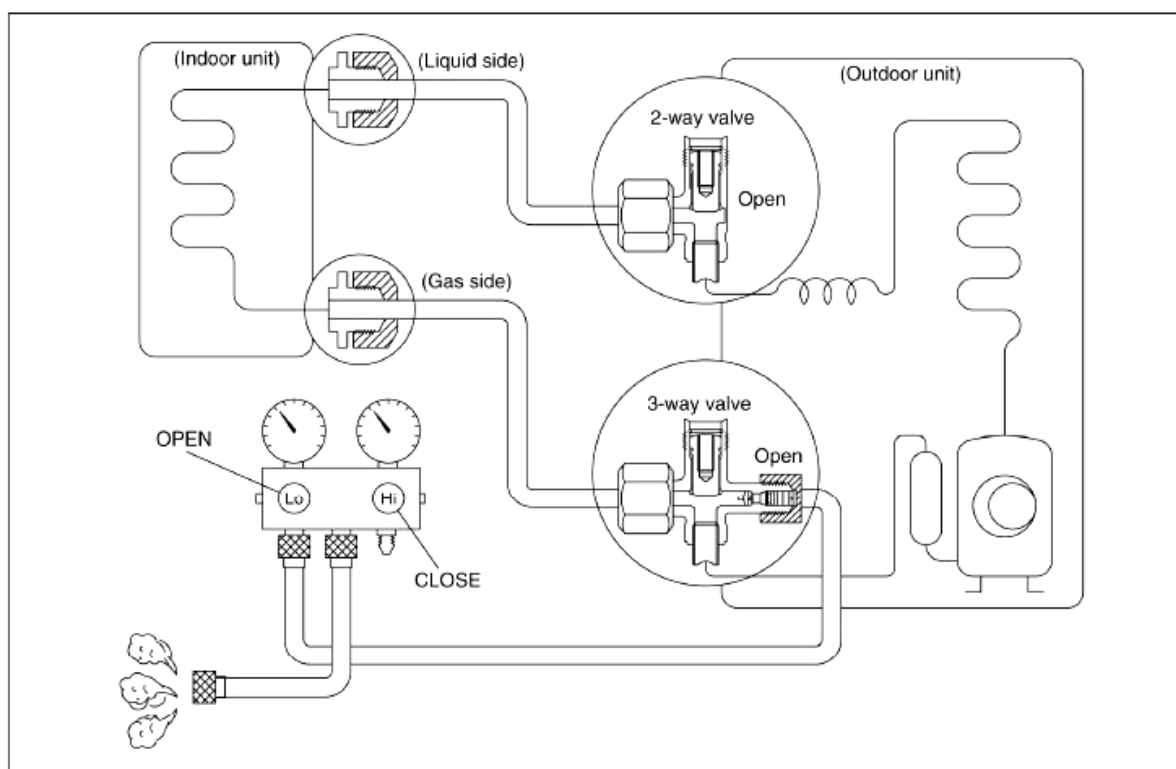 (Indoor unit)
(Liquid side)
(Outdoor unit)
2-way valve
Open
(Gas side)
3-way valve
Open
OPEN
Lo
Hi
CLOSE